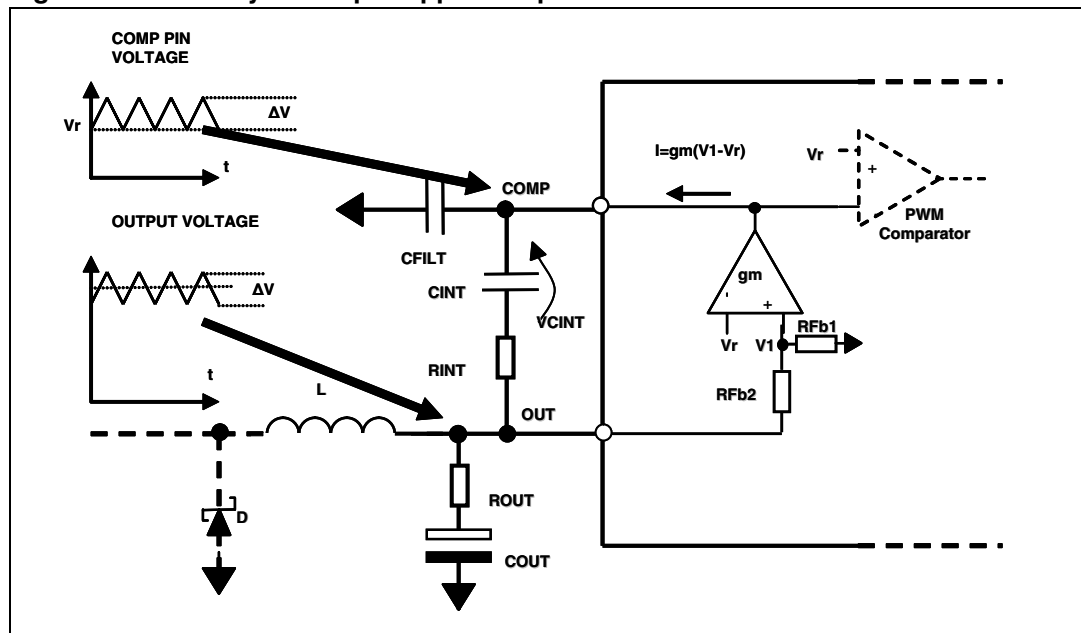 COMP PIN
VOLTAGE
Vr
ΔV
t
I=gm(V1-Vr)
Vr
+
COMP
PWM
Comparator
OUTPUT VOLTAGE
CFILT
gm
CINT
ΔV
+
VCINT
Vr
V1
RFb1
RINT
t
L
RFb2
OUT
ROUT
D
COUT